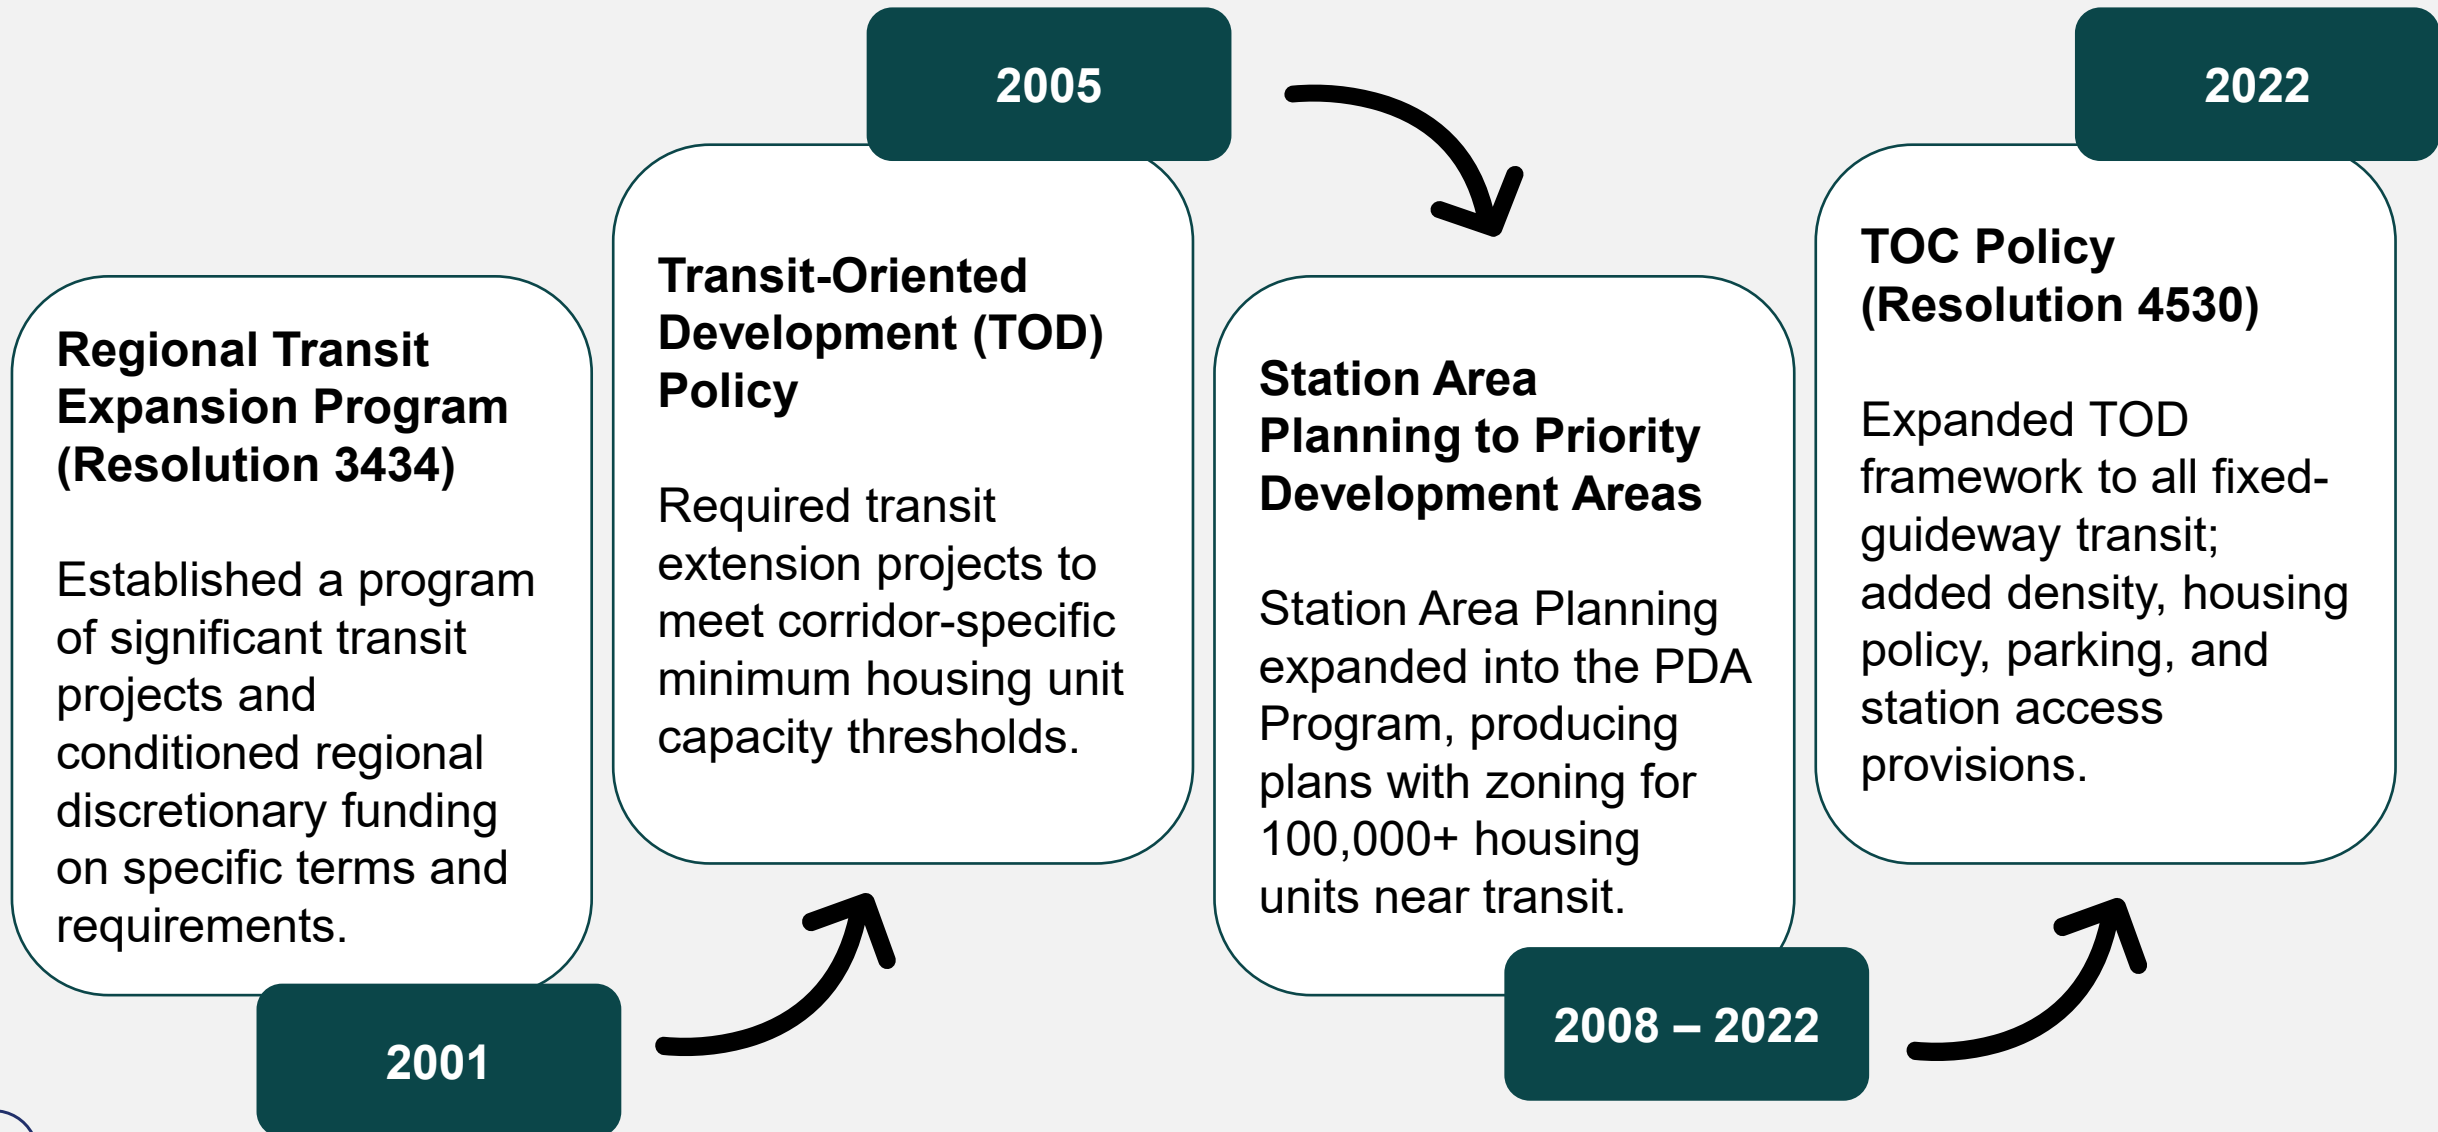 Regional Transit
Expansion Program
(Resolution 3434)
Established a program
of significant transit
projects and
conditioned regional
discretionary funding
on specific terms and
requirements.
2001
2005
Transit-Oriented
Development (TOD)
Policy
Required transit
extension projects to
meet corridor-specific
minimum housing unit
capacity thresholds.
Station Area
Planning to Priority
Development Areas
Station Area Planning
expanded into the PDA
Program, producing
plans with zoning for
100,000+ housing
units near transit.
2008 – 2022
2022
TOC Policy
(Resolution 4530)
Expanded TOD
framework to all fixed-
guideway transit;
added density, housing
policy, parking, and
station access
provisions.